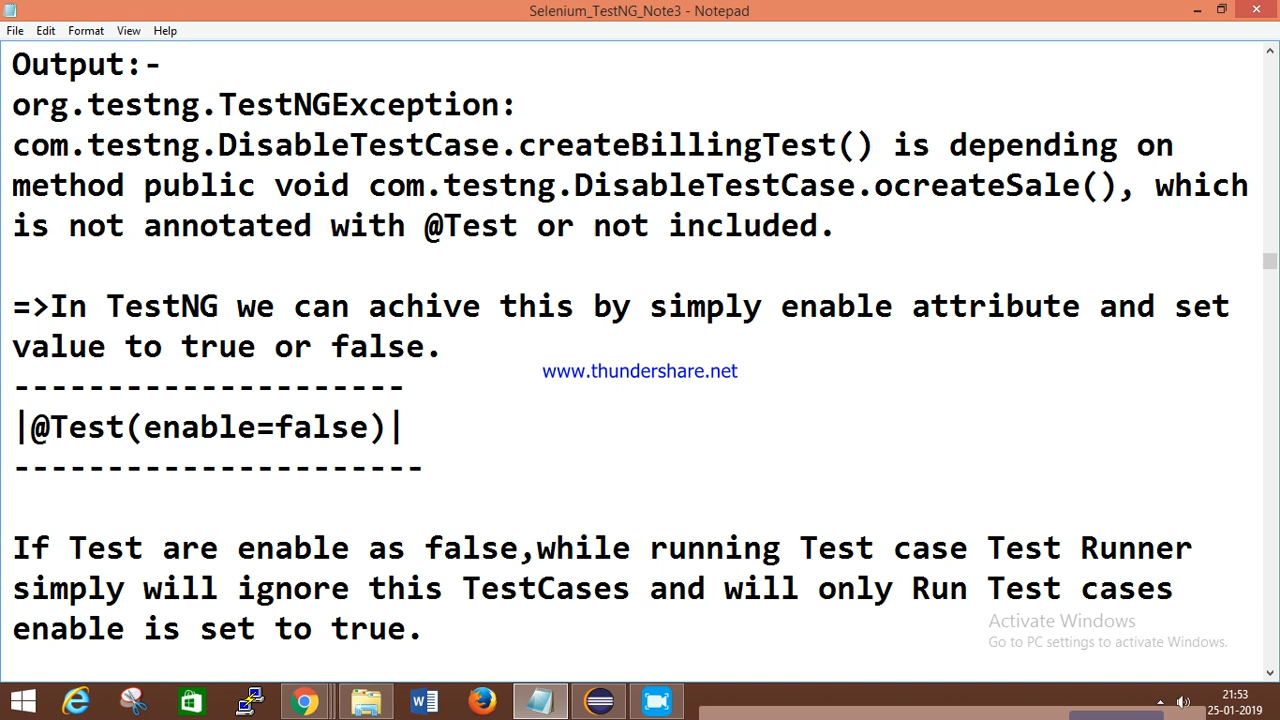 Selenium_TestNG_Note3 - Notepad
File Edit Format View Help
Output:-
org.testng.TestNGException:
com.testng.DisableTestCase.createBillingTest() is depending on
method public void com.testng.DisableTestCase.ocreateSale(), which
is not annotated with @Test or not included.
=>In TestNG we can achive this by simply enable attribute and set
value to true or false.
www.thundershare.net
---------------------
|@Test(enable=false)|
----------------------
If Test are enable as false,while running Test case Test Runner
simply will ignore this TestCases and will only Run Test cases
enable is set to true.
Activate Windows
Go to PC settings to activate Windows.
21:53
25-01-2019